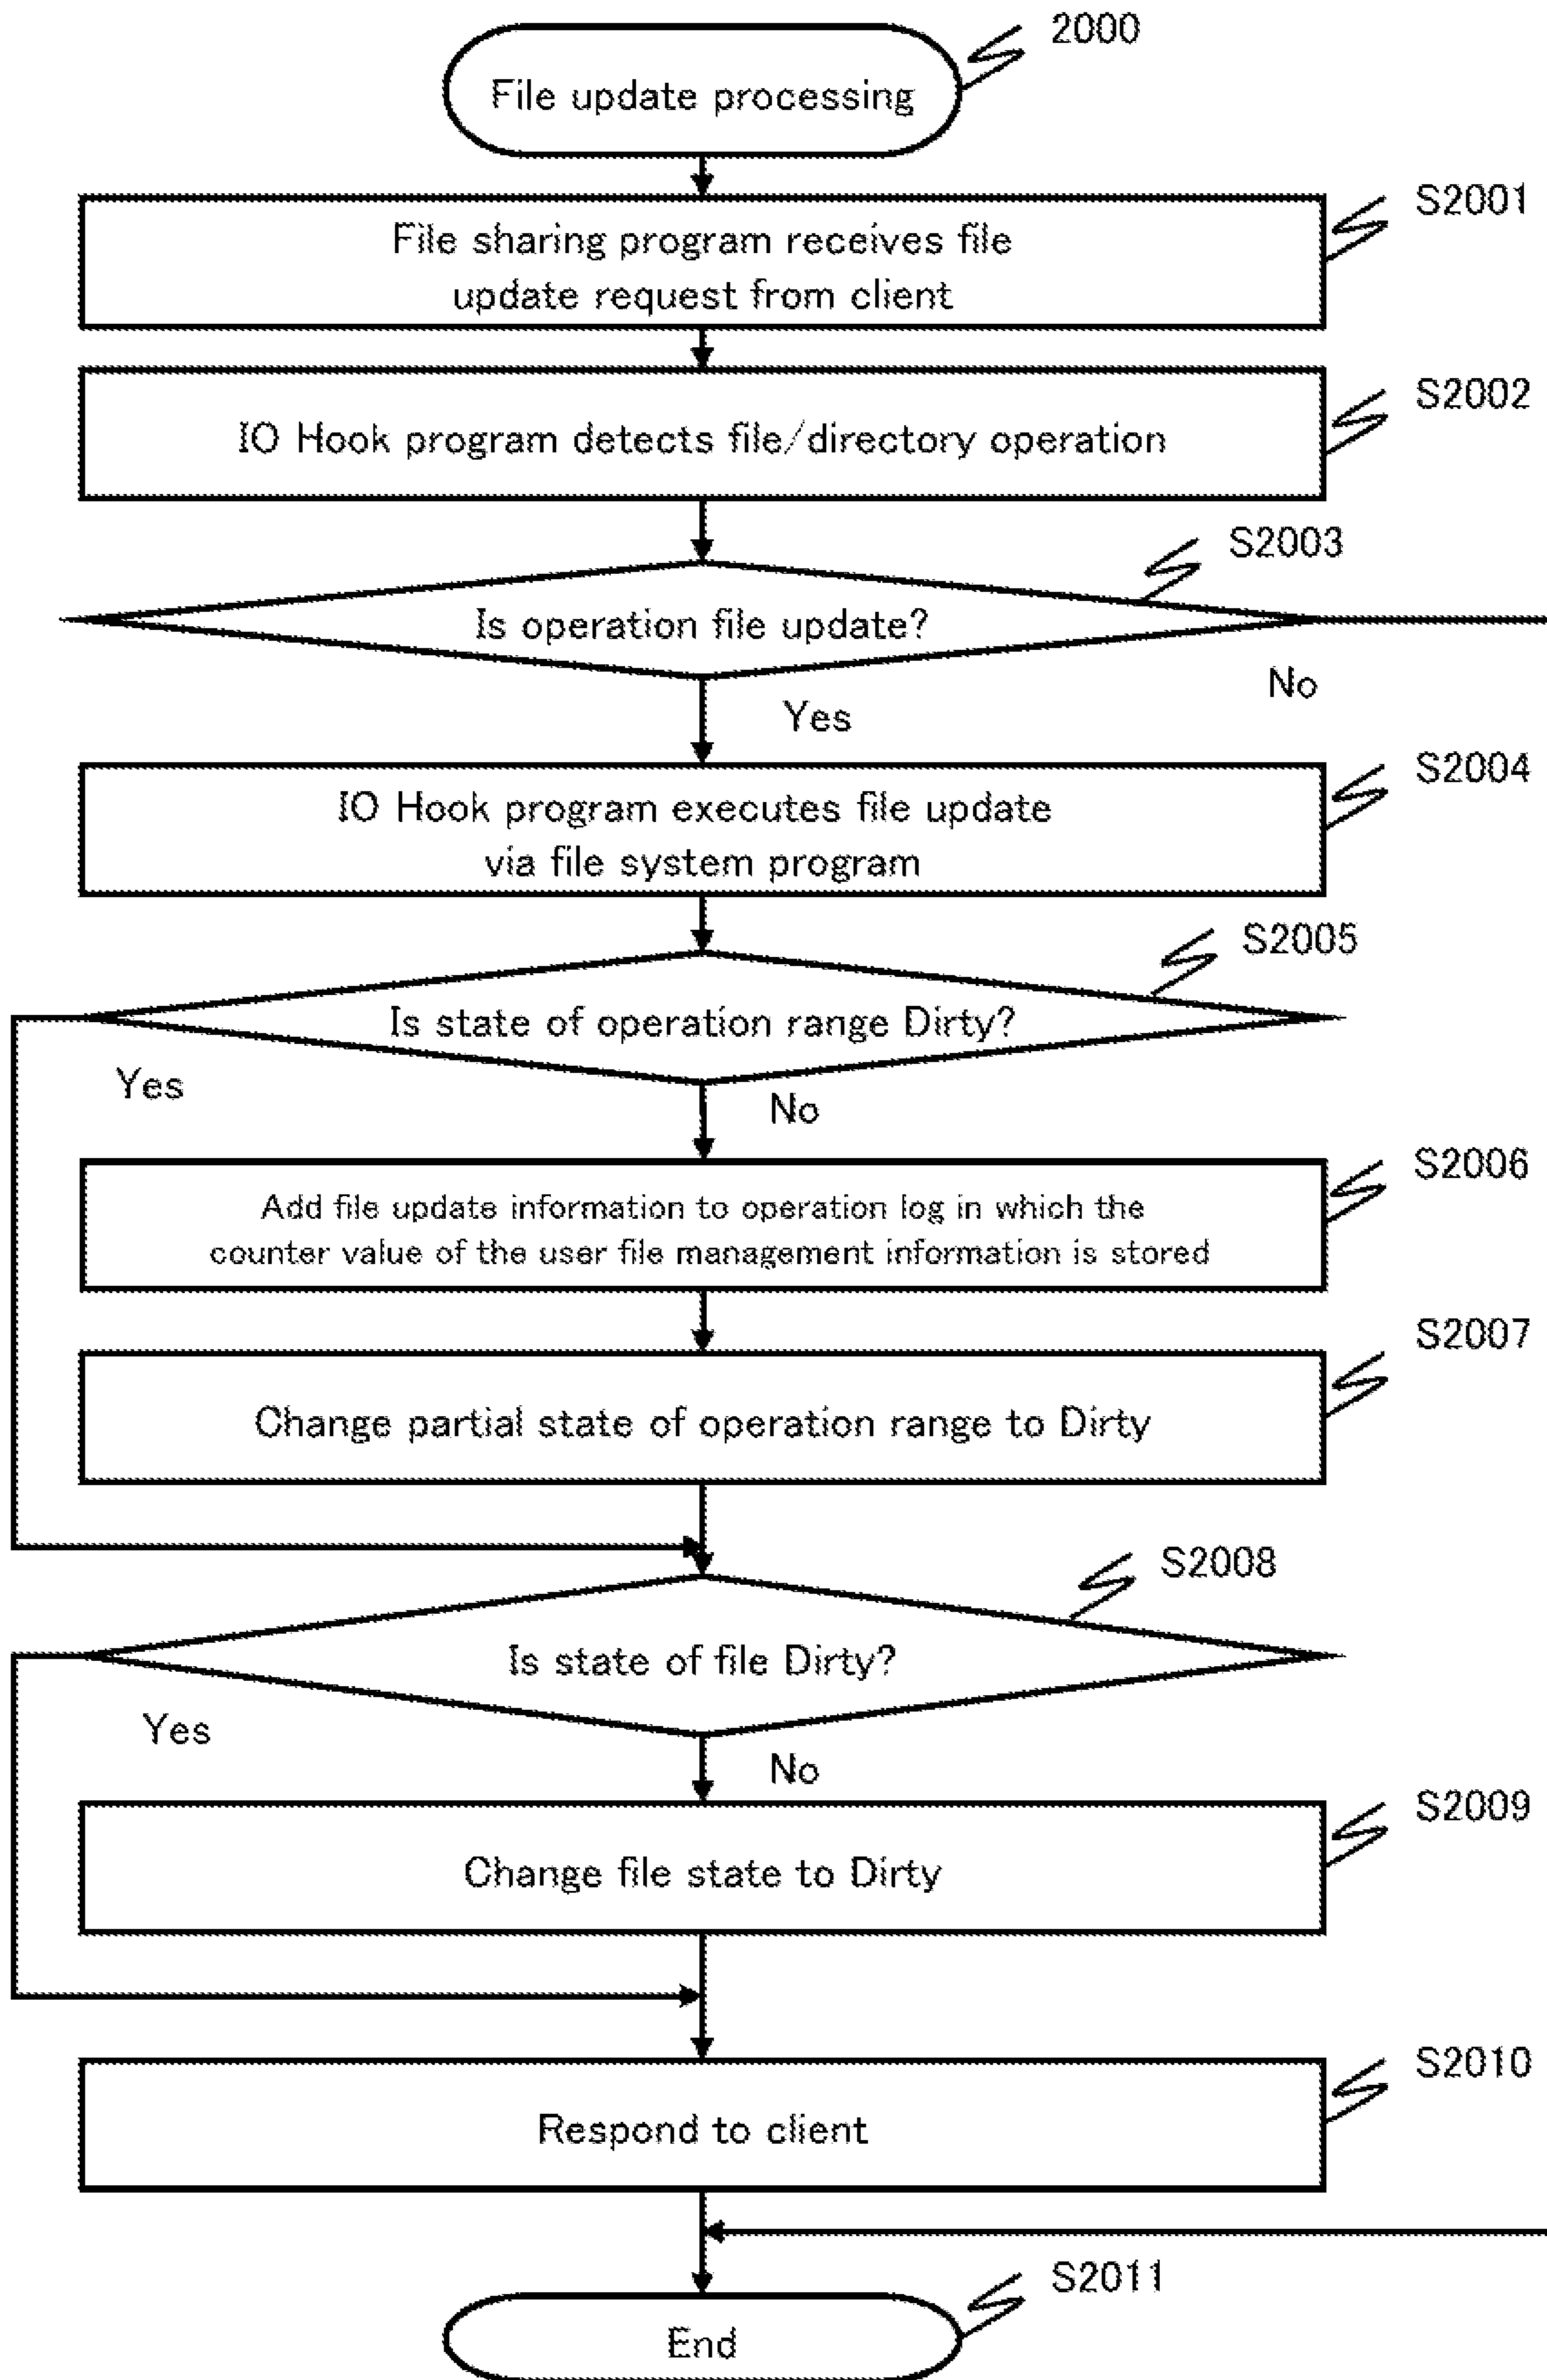 2000
File update processing
S2001
File sharing program receives file
update request from client
S2002
IO Hook program detects file/directory operation
S2003
Is operation file update?
No
Yes
S2004
IO Hook program executes file update
via file system program
S2005
Is state of operation range Dirty?
Yes
No
S2006
Add file update information to operation log in which the
counter value of the user file management information is stored
S2007
Change partial state of operation range to Dirty
S2008
Is state of file Dirty?
Yes
No
S2009
Change file state to Dirty
S2010
Respond to client
S2011
End